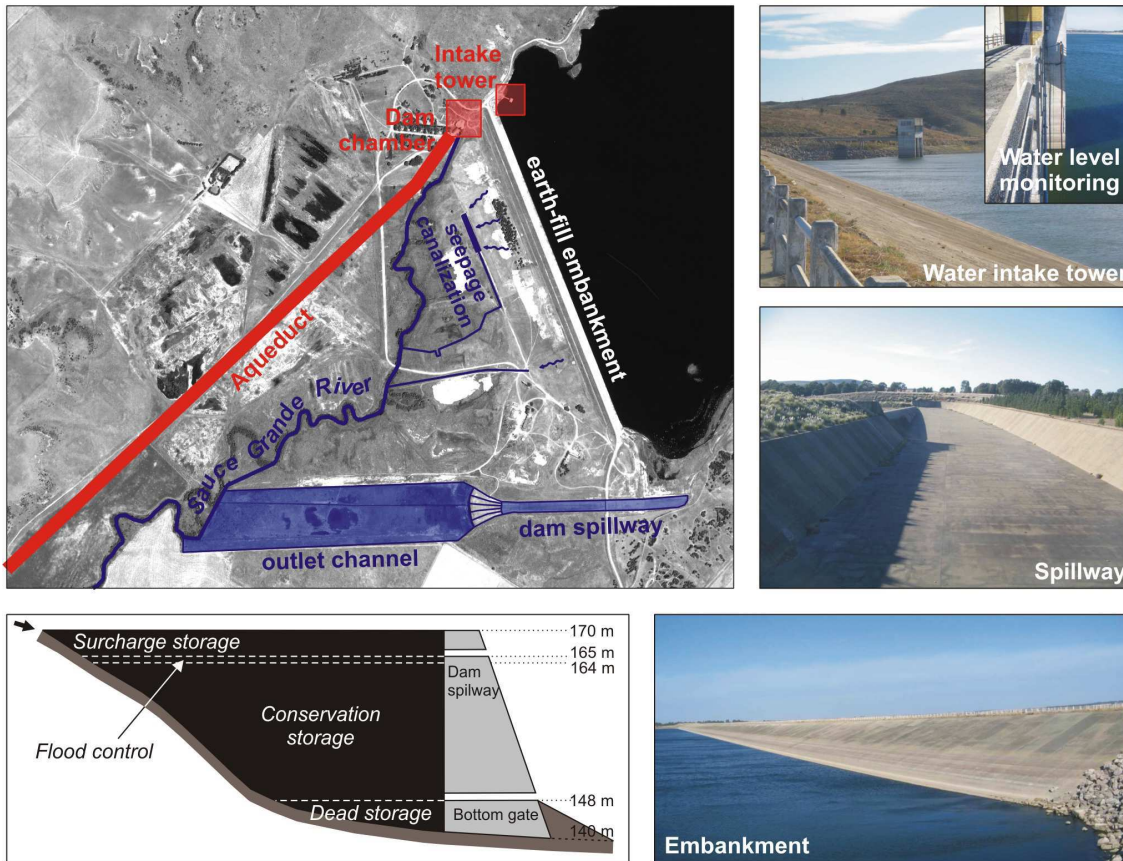 Intake
tower
Dam
chamber
earth-fill embankment
seepage
canalization
Aqueduct
Sauce Grande River
dam spillway
outlet channel
Water level
monitoring
Water intake tower
Spillway
Surcharge storage
170 m
165 m
164 m
Dam
spilway
Conservation
storage
Flood control
148 m
Dead storage
Bottom gate
140 m
Embankment